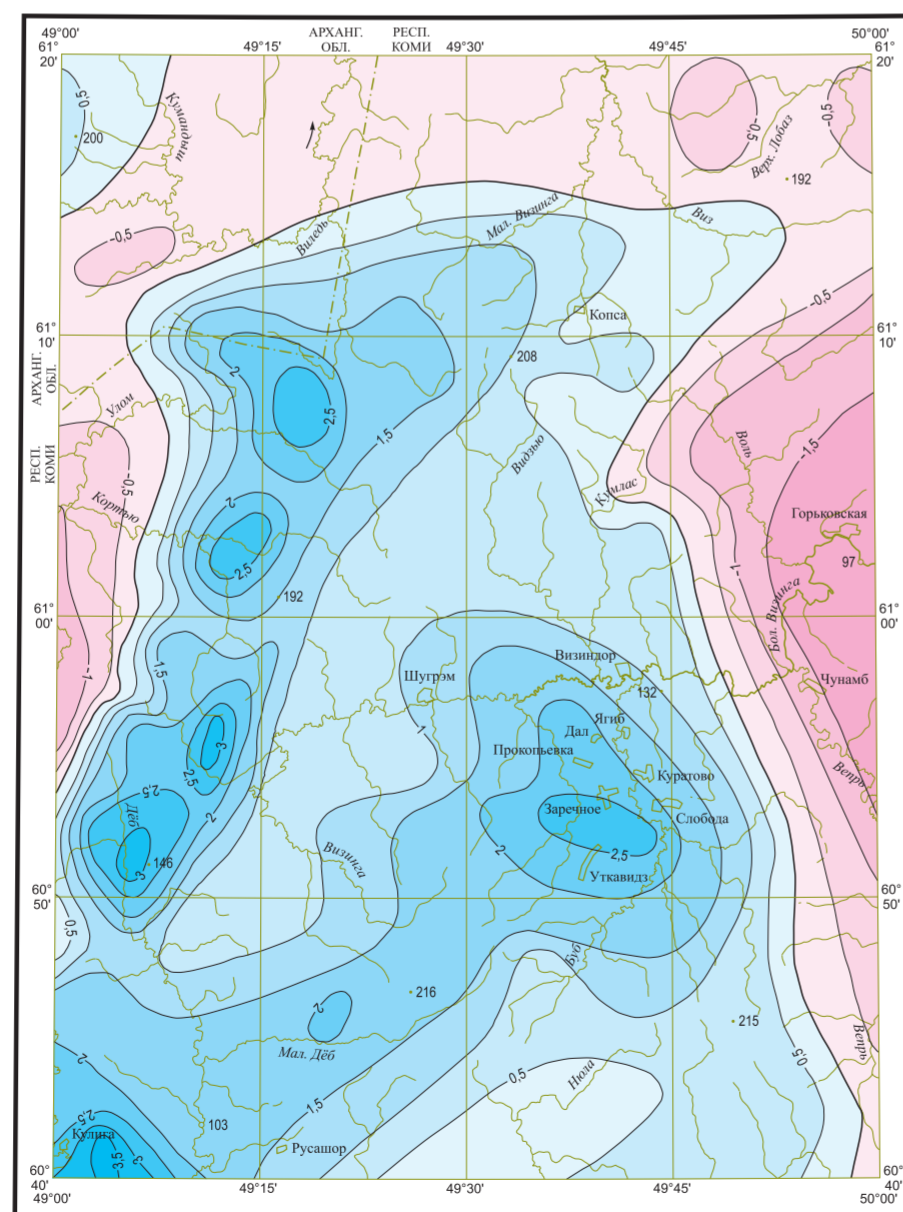 49°00' АРХАНГ. РЕСП. 50°00'
61° 49°15' ОБЛ. КОМИ 49°30' 49°45' 61°
20' 20'
0,5
Кумандыш
-0,5
-0,5
200
Верх. Лобаз
192
Мал. Визинга
Виз
Виледь
-0,5
-0,5
Копса
61° 61°
10' 10'
208
АРХАНГ.
ОБЛ.
2
Улом
2,5
1,5
Воль
РЕСП.
КОМИ
-0,5
Видзью
-1,5
Кортью
2
Кумлас
Горьковская
2,5
-1
97
192
Бол. Визинга
61° 61°
00' 00'
1,5
Визиндор
-1
Шугрэм
132
Чунамб
Ягиб
1
Дал
3
Прокопьевка
2,5
Куратово
Вепрь
2,5
2
Дёб
Заречное
Слобода
146
Визинга
2
2,5
3
Уткавидз
60° 60°
50' 50'
0,5
Буб
216
2
215
Мал. Дёб
Вепрь
2
0,5
0,5
Нюла
1,5
2,5
103
Кулига
Русашор
3,5
3
60° 60°
40' 40'
49°00' 49°15' 49°30' 49°45' 50°00'